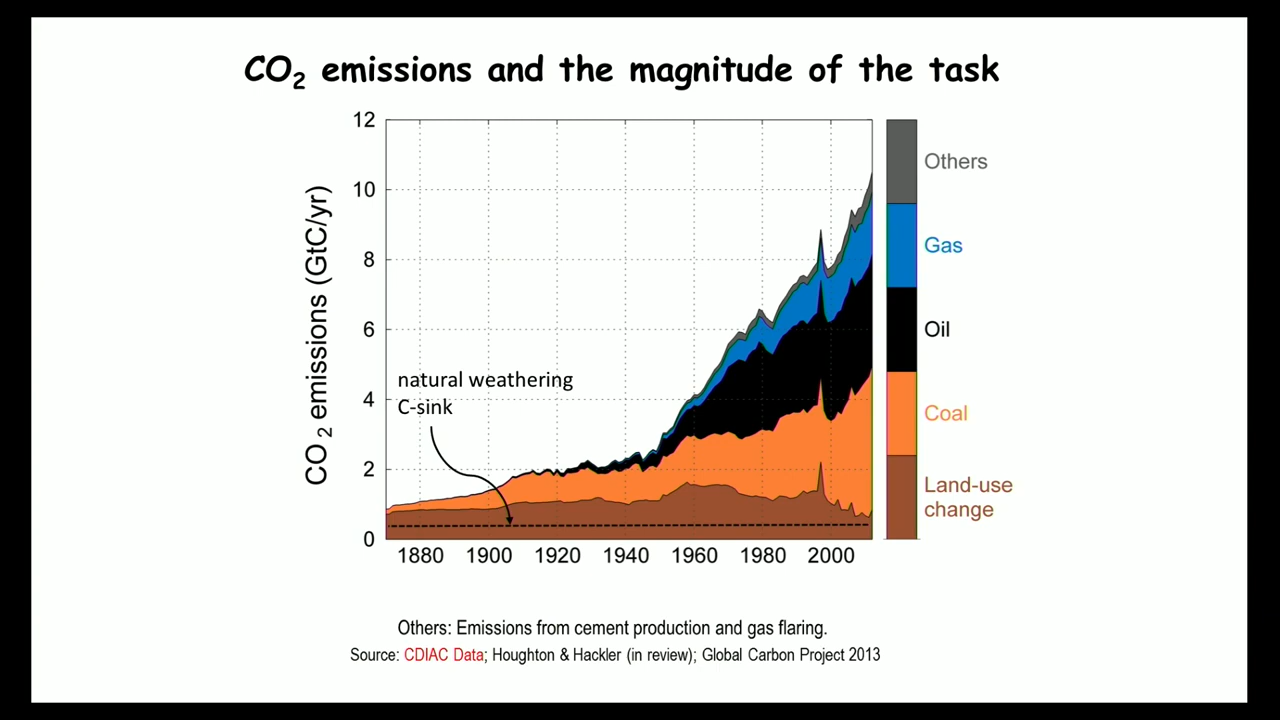 CO2 emissions and the magnitude of the task
CO2 emissions (GtC/yr)
12
10
8
6
4
2
0
natural weathering
C-sink
1880 1900 1920 1940 1960 1980 2000
Others
Gas
Oil
Coal
Land-use
change
Others: Emissions from cement production and gas flaring.
Source: CDIAC Data; Houghton & Hackler (in review); Global Carbon Project 2013